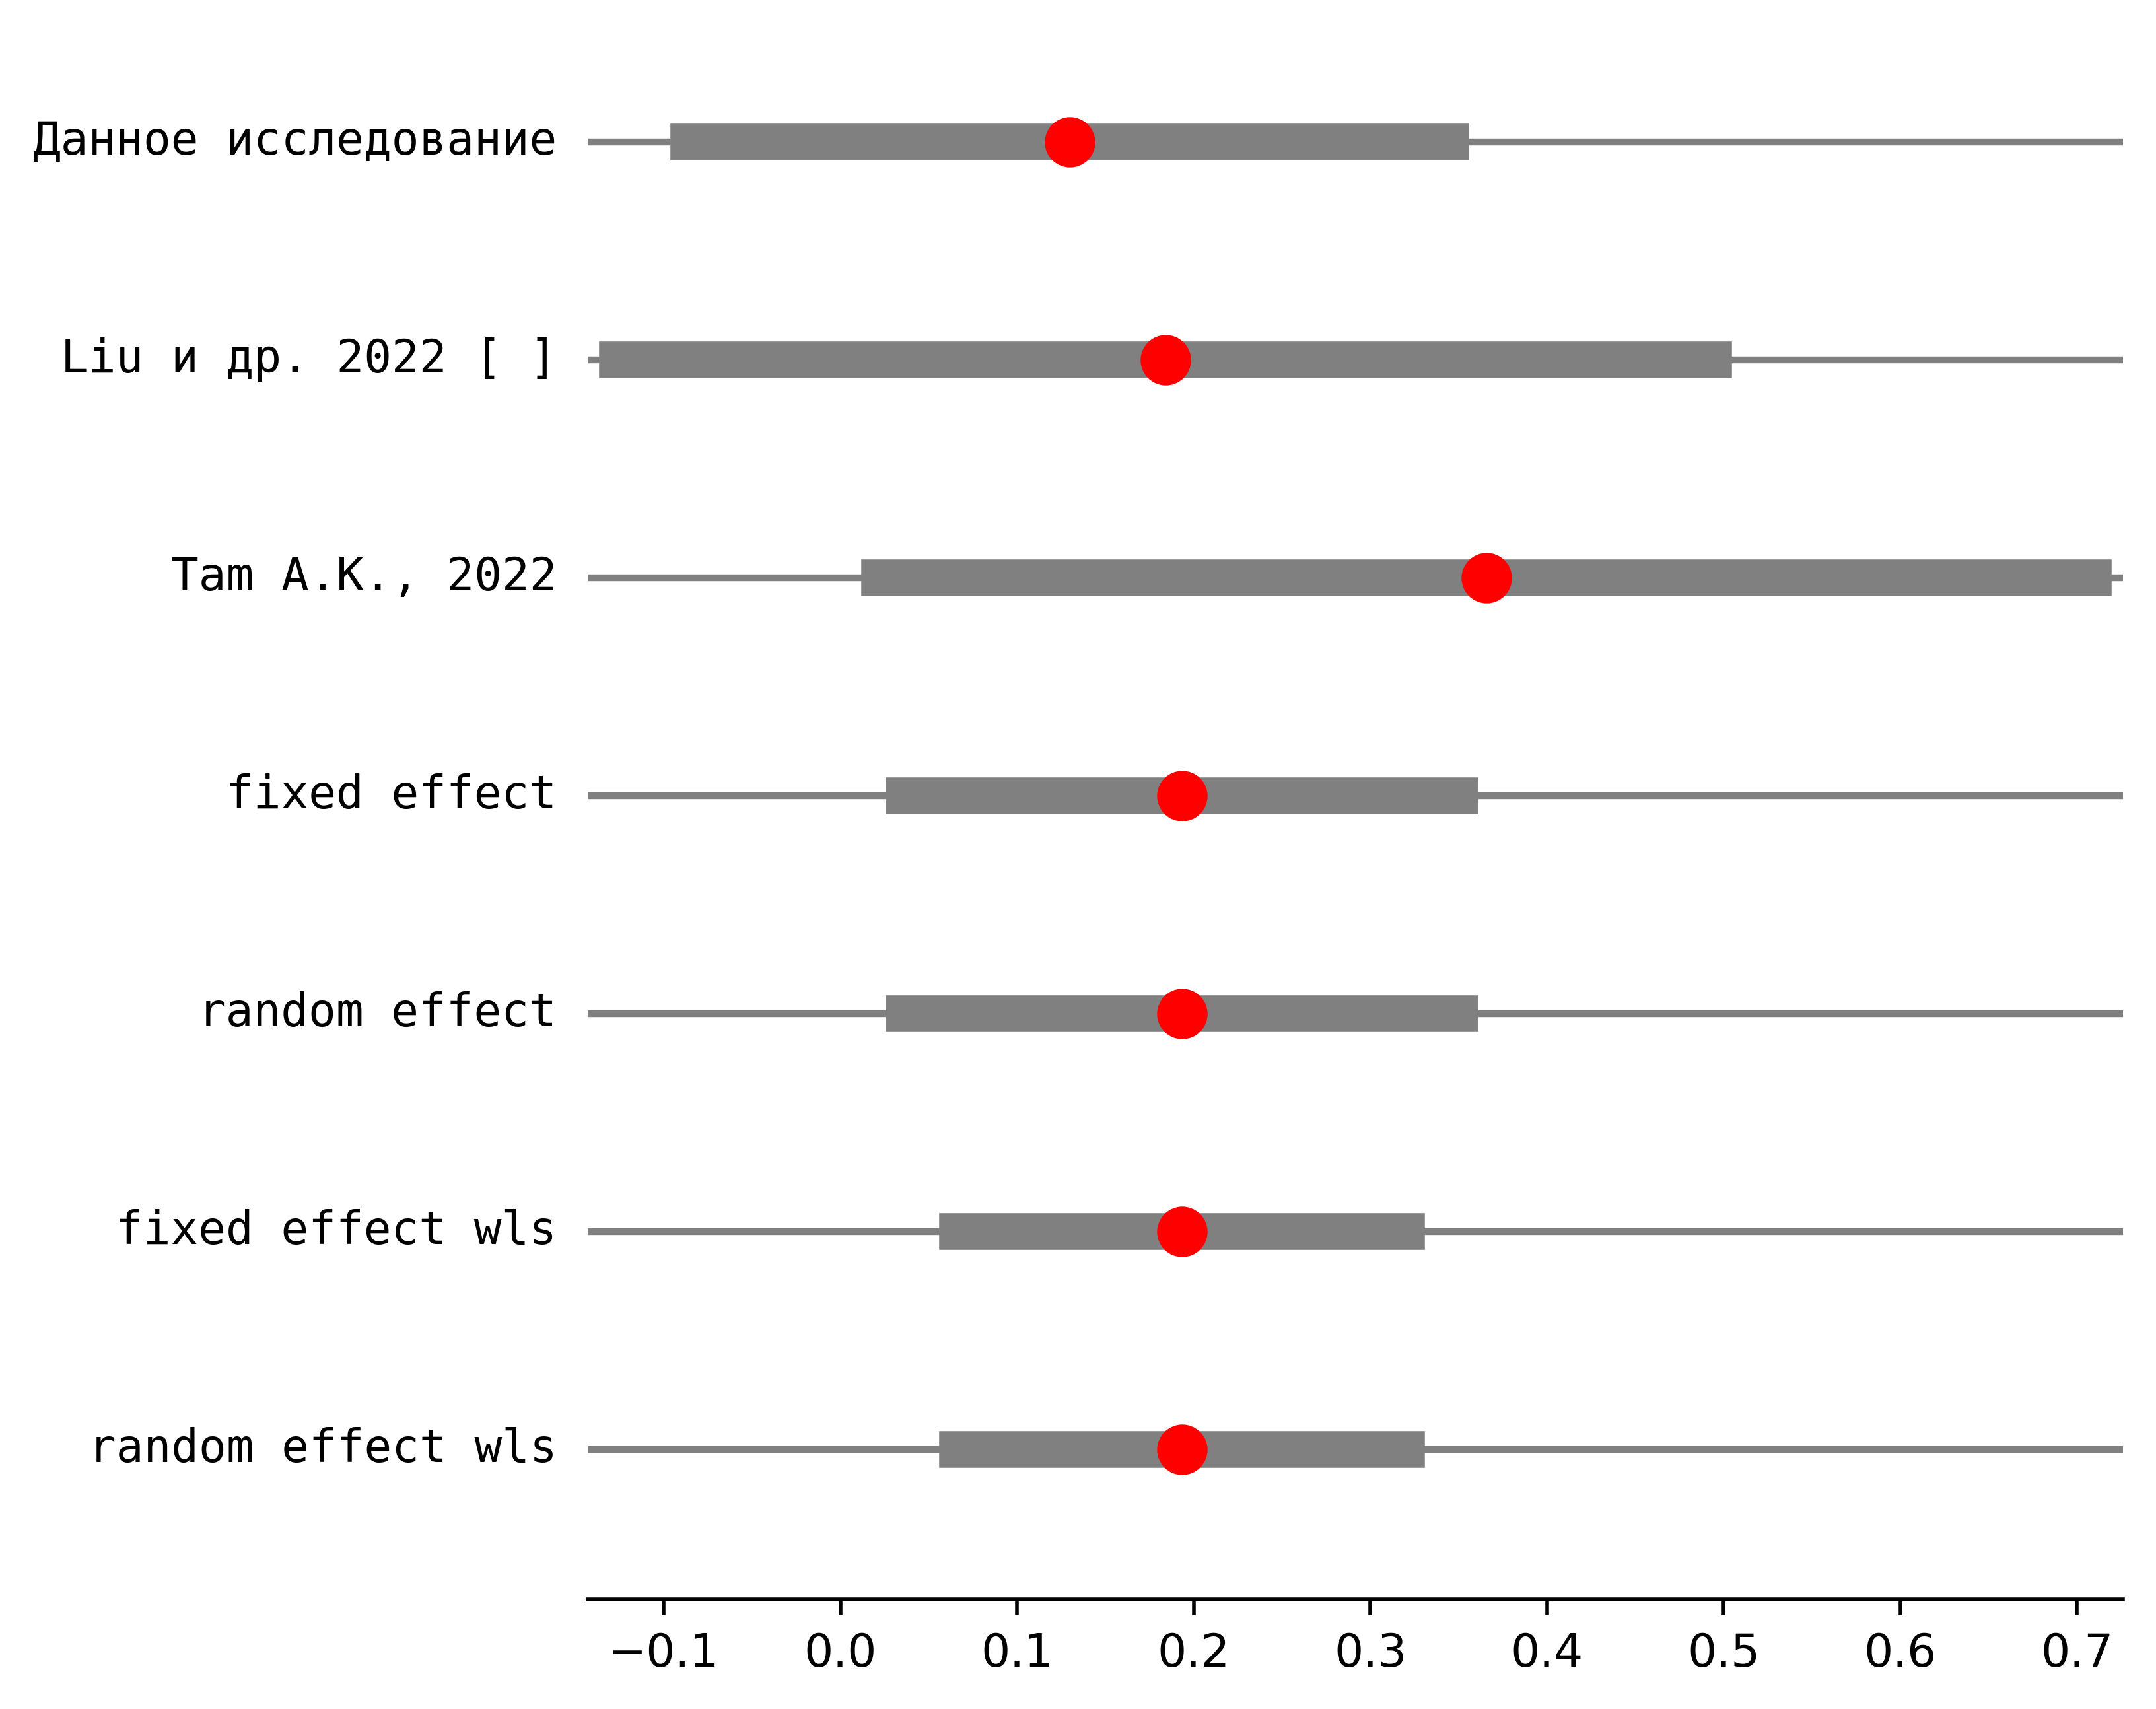 Данное исследование
Liu и др. 2022 [ ]
Tam A.K., 2022
fixed effect
random effect
fixed effect wls
random effect wls
−0.1 0.0 0.1 0.2 0.3 0.4 0.5 0.6 0.7